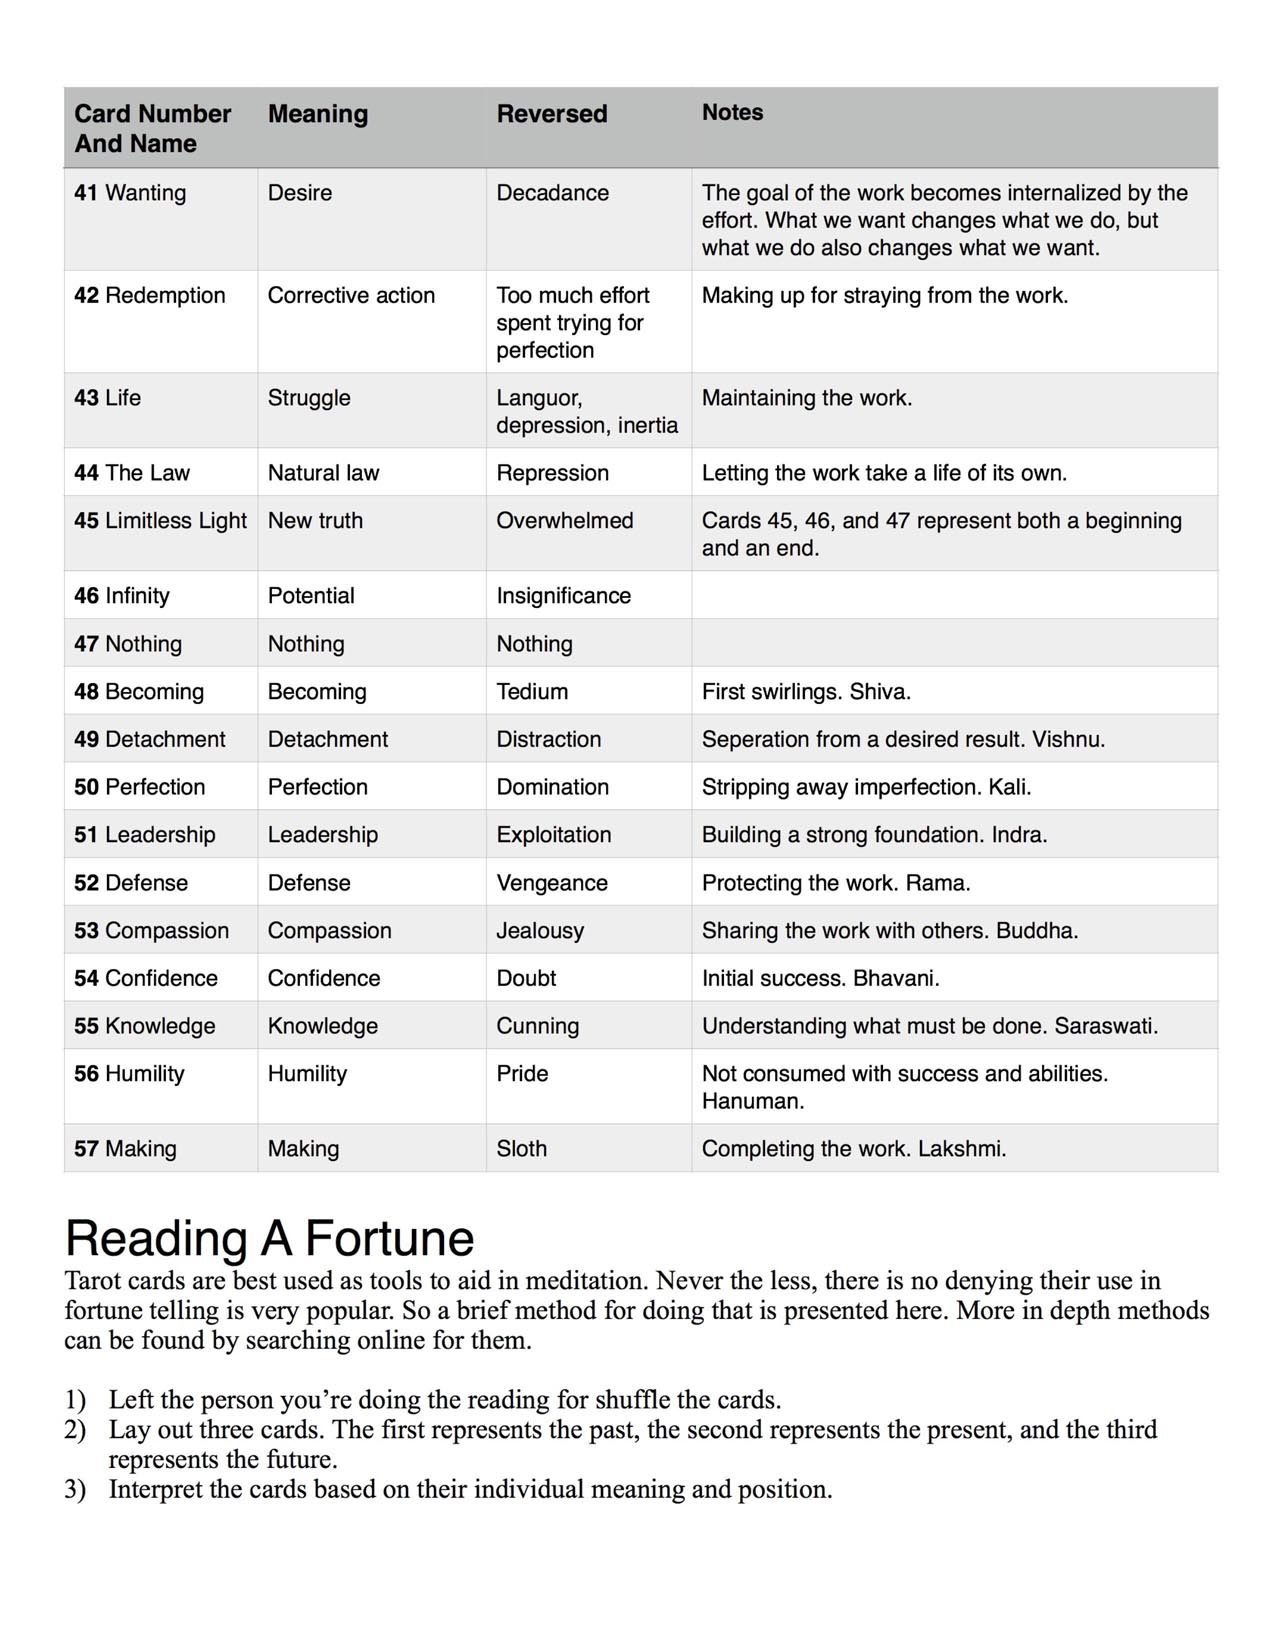 Card Number And Name Meaning Reversed Notes
41 Wanting Desire Decadance The goal of the work becomes internalized by the effort. What we want changes what we do, but what we do also changes what we want.
42 Redemption Corrective action Too much effort spent trying for perfection Making up for straying from the work.
43 Life Struggle Languor, depression, inertia Maintaining the work.
44 The Law Natural law Repression Letting the work take a life of its own.
45 Limitless Light New truth Overwhelmed Cards 45, 46, and 47 represent both a beginning and an end.
46 Infinity Potential Insignificance
47 Nothing Nothing Nothing
48 Becoming Becoming Tedium First swirlings. Shiva.
49 Detachment Detachment Distraction Seperation from a desired result. Vishnu.
50 Perfection Perfection Domination Stripping away imperfection. Kali.
51 Leadership Leadership Exploitation Building a strong foundation. Indra.
52 Defense Defense Vengeance Protecting the work. Rama.
53 Compassion Compassion Jealousy Sharing the work with others. Buddha.
54 Confidence Confidence Doubt Initial success. Bhavani.
55 Knowledge Knowledge Cunning Understanding what must be done. Saraswati.
56 Humility Humility Pride Not consumed with success and abilities. Hanuman.
57 Making Making Sloth Completing the work. Lakshmi.
Reading A Fortune
Tarot cards are best used as tools to aid in meditation. Never the less, there is no denying their use in
fortune telling is very popular. So a brief method for doing that is presented here. More in depth methods
can be found by searching online for them.
1) Left the person you're doing the reading for shuffle the cards.
2) Lay out three cards. The first represents the past, the second represents the present, and the third
represents the future.
3) Interpret the cards based on their individual meaning and position.